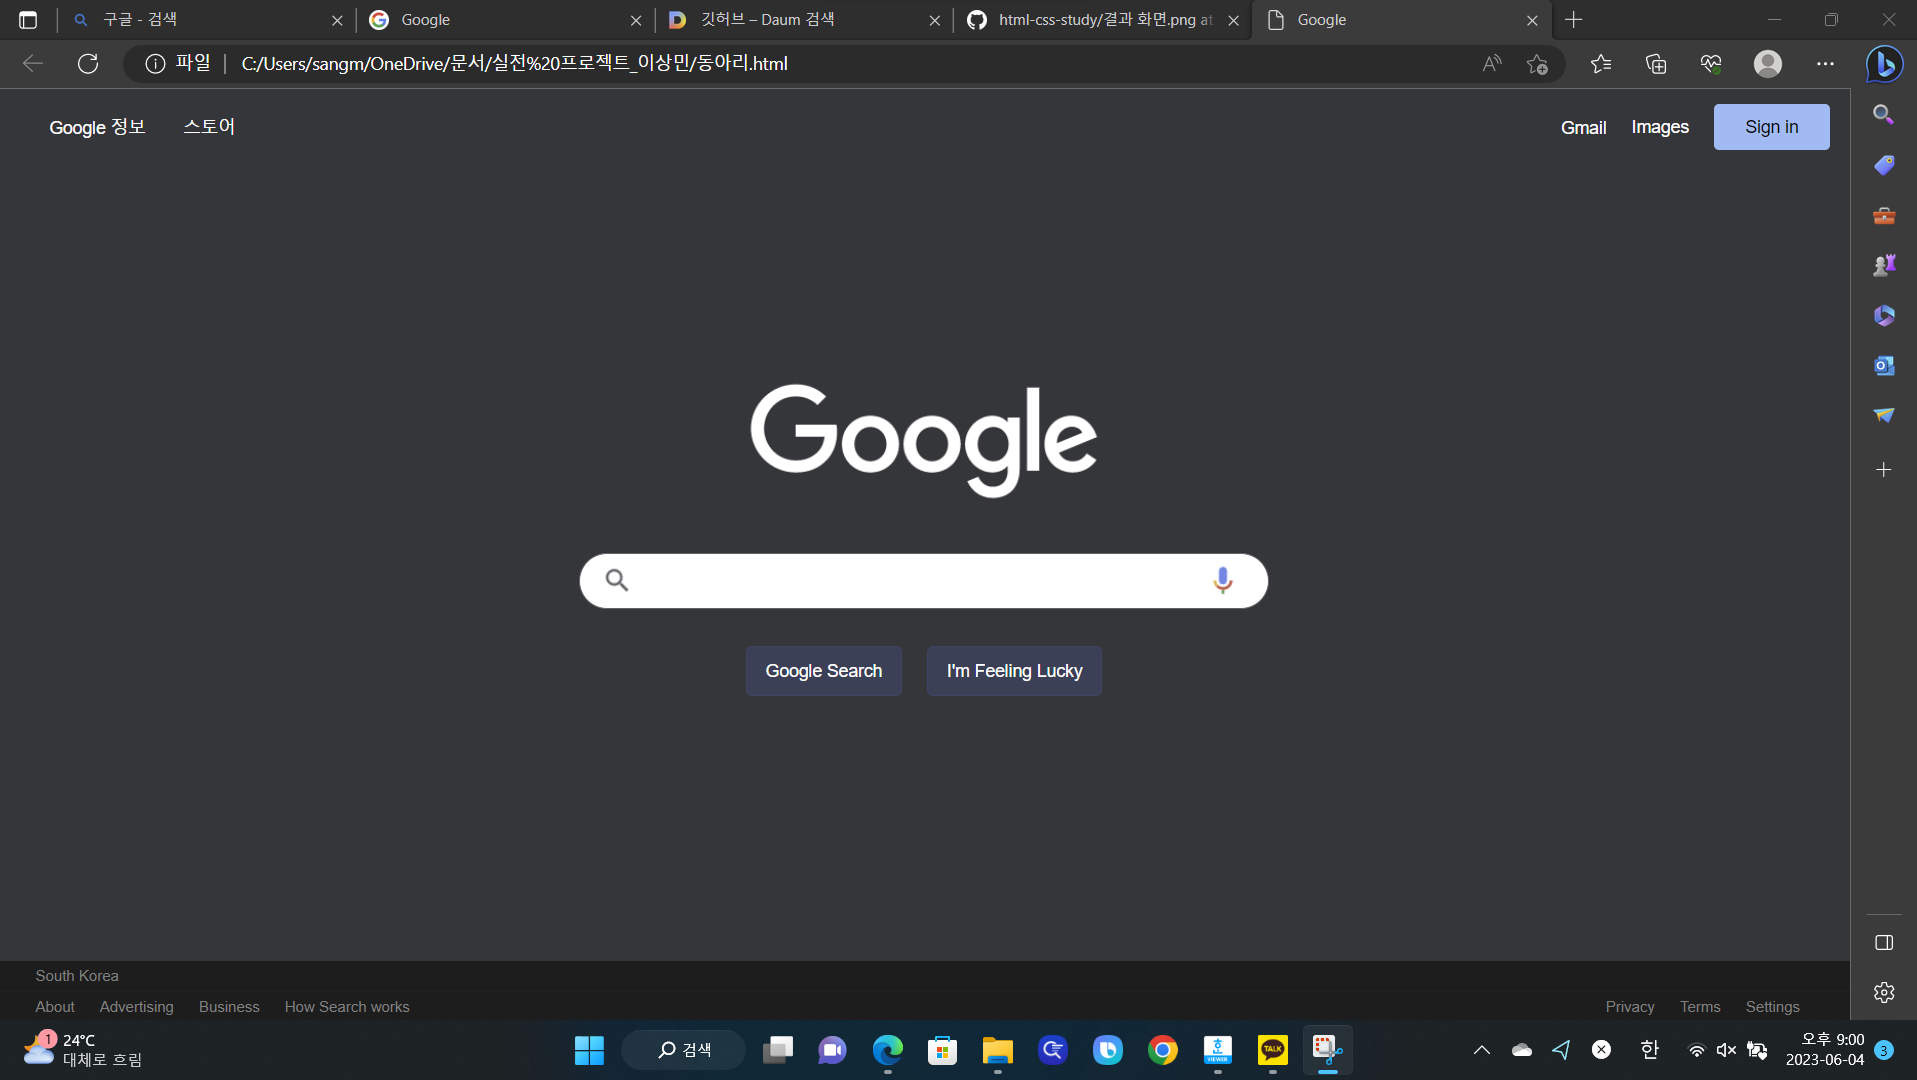 구글 - 검색
Google
깃허브 – Daum 검색
html-css-study/결과 화면.png at
Google
파일
C:/Users/sangm/OneDrive/문서/실전%20프로젝트_이상민/동아리.html
Google 정보
스토어
Gmail
Images
Sign in
Google
Google Search
I'm Feeling Lucky
South Korea
About
Advertising
Business
How Search works
Privacy
Terms
Settings
1
24°C
대체로 흐림
검색
VIEWER
TALK
한
오후 9:00
2023-06-04
3